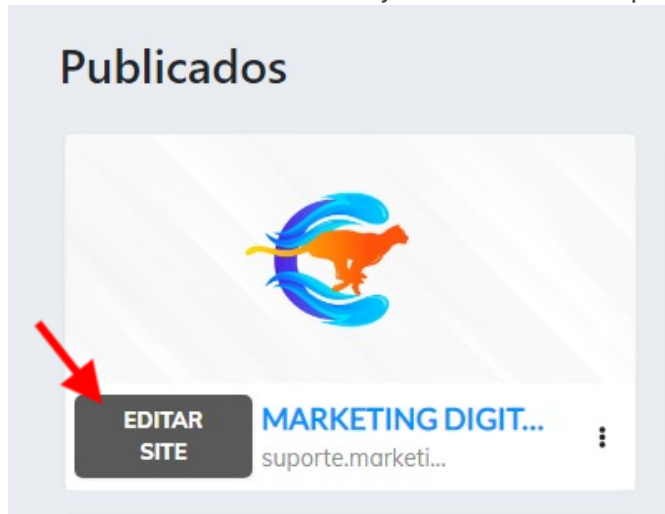 Publicados
EDITAR
SITE
MARKETING DIGIT...
suporte.marketi...